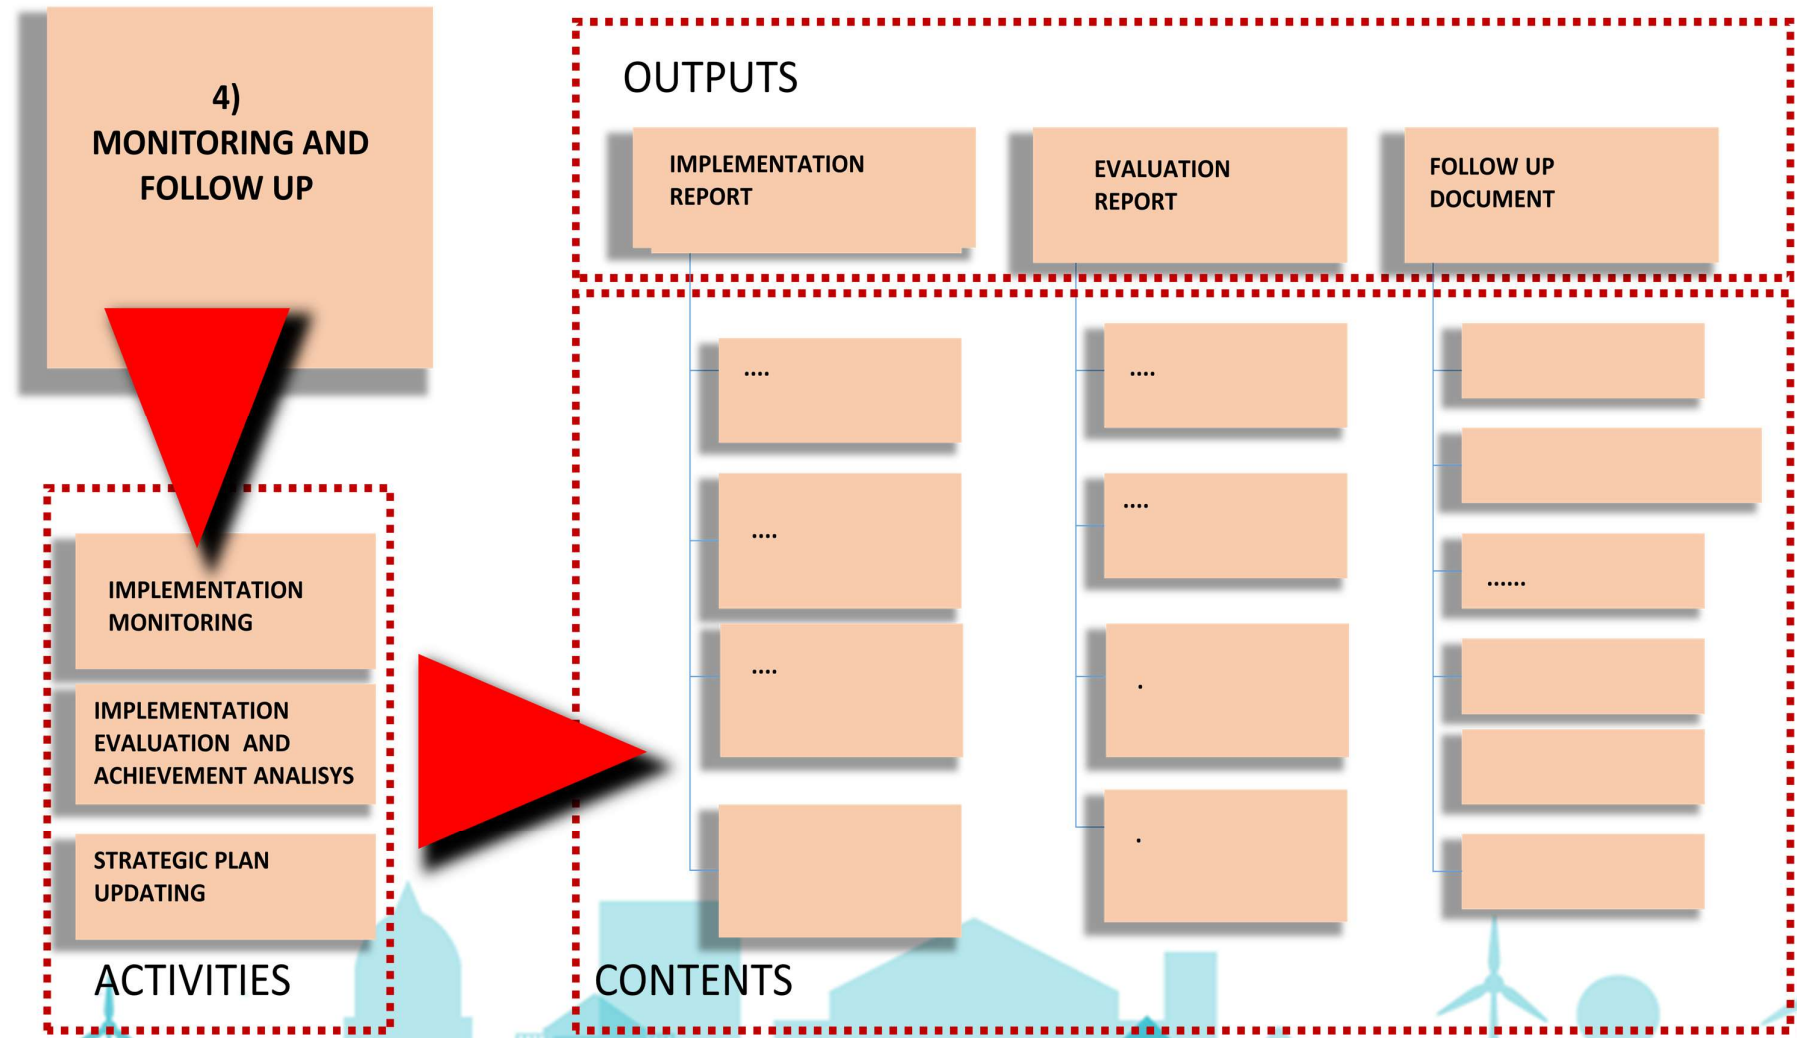 4)
MONITORING AND
FOLLOW UP
IMPLEMENTATION
MONITORING
IMPLEMENTATION
EVALUATION  AND
ACHIEVEMENT ANALISYS
STRATEGIC PLAN
UPDATING
ACTIVITIES
OUTPUTS
IMPLEMENTATION
REPORT
EVALUATION
REPORT
FOLLOW UP
DOCUMENT
....
....
....
....
....
.
.
......
CONTENTS